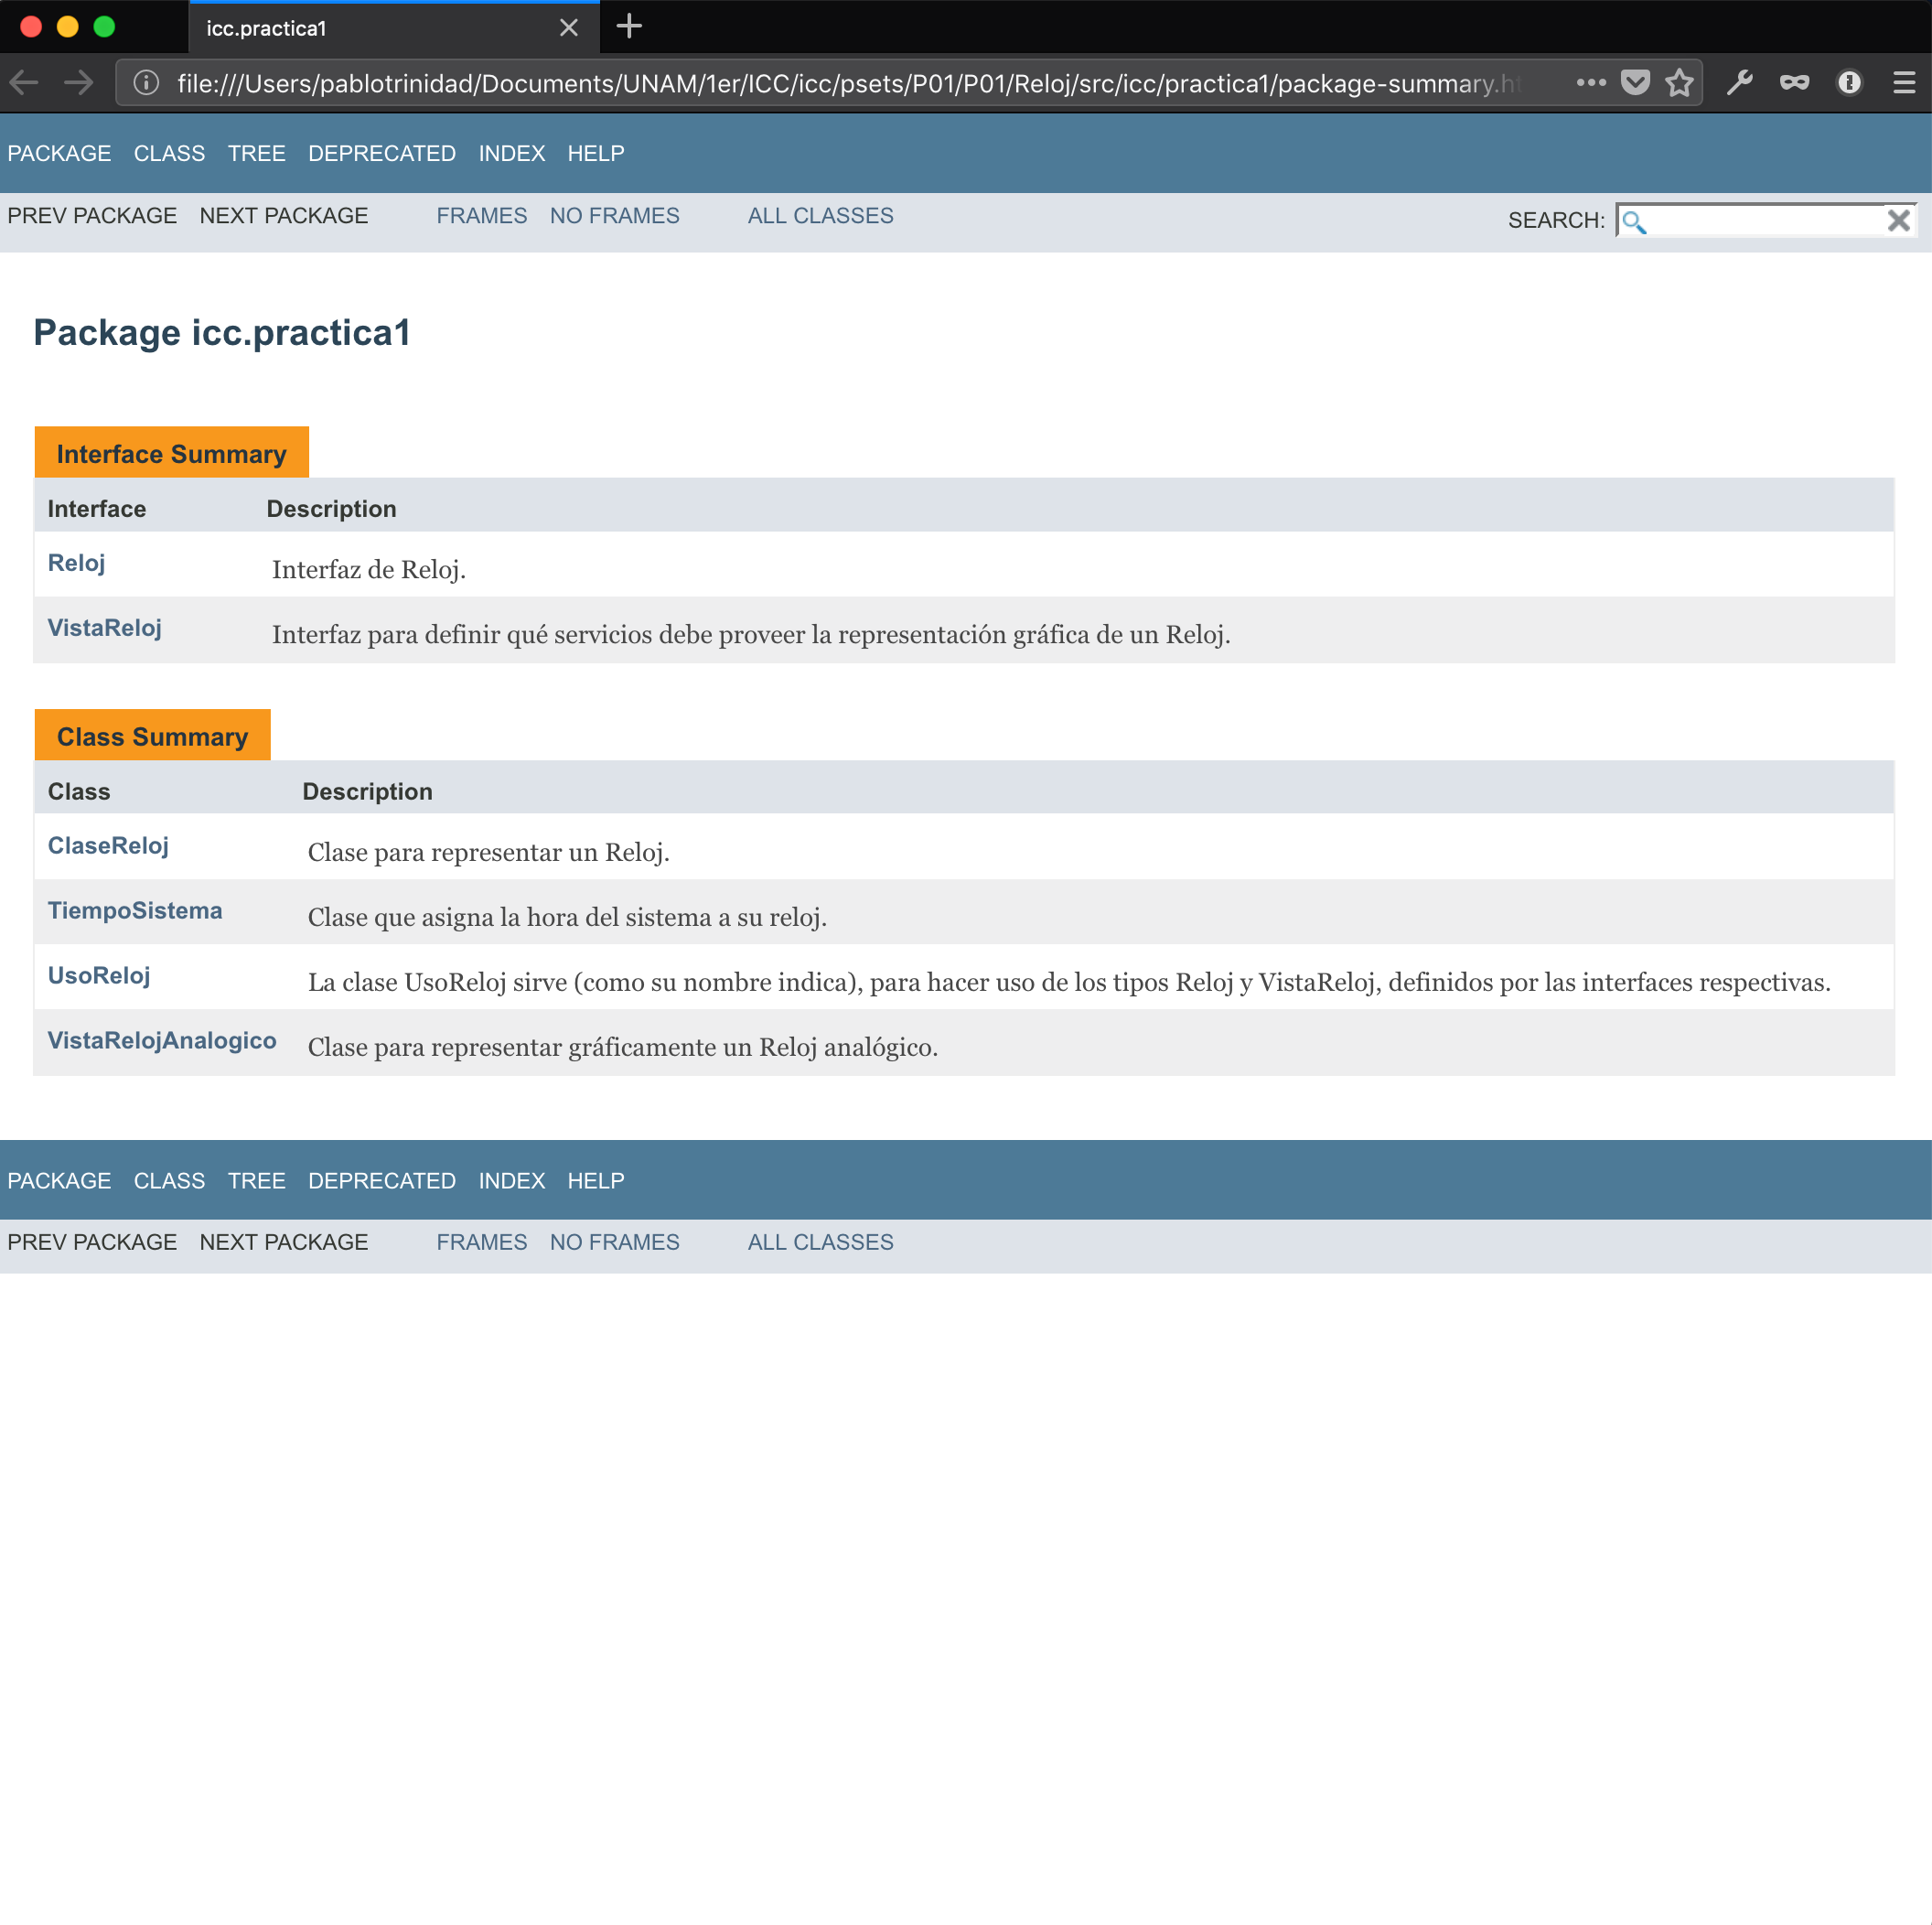 icc.practica1
file:///Users/pablotrinidad/Documents/UNAM/1er/ICC/icc/psets/P01/P01/Reloj/src/icc/practica1/package-summary.ht
PACKAGE CLASS TREE DEPRECATED INDEX HELP
PREV PACKAGE NEXT PACKAGE FRAMES NO FRAMES ALL CLASSES SEARCH:
Package icc.practica1
Interface Summary
Interface Description
Reloj Interfaz de Reloj.
VistaReloj Interfaz para definir qué servicios debe proveer la representación gráfica de un Reloj.
Class Summary
Class Description
ClaseReloj Clase para representar un Reloj.
TiempoSistema Clase que asigna la hora del sistema a su reloj.
UsoReloj La clase UsoReloj sirve (como su nombre indica), para hacer uso de los tipos Reloj y VistaReloj, definidos por las interfaces respectivas.
VistaRelojAnalogico Clase para representar gráficamente un Reloj analógico.
PACKAGE CLASS TREE DEPRECATED INDEX HELP
PREV PACKAGE NEXT PACKAGE FRAMES NO FRAMES ALL CLASSES